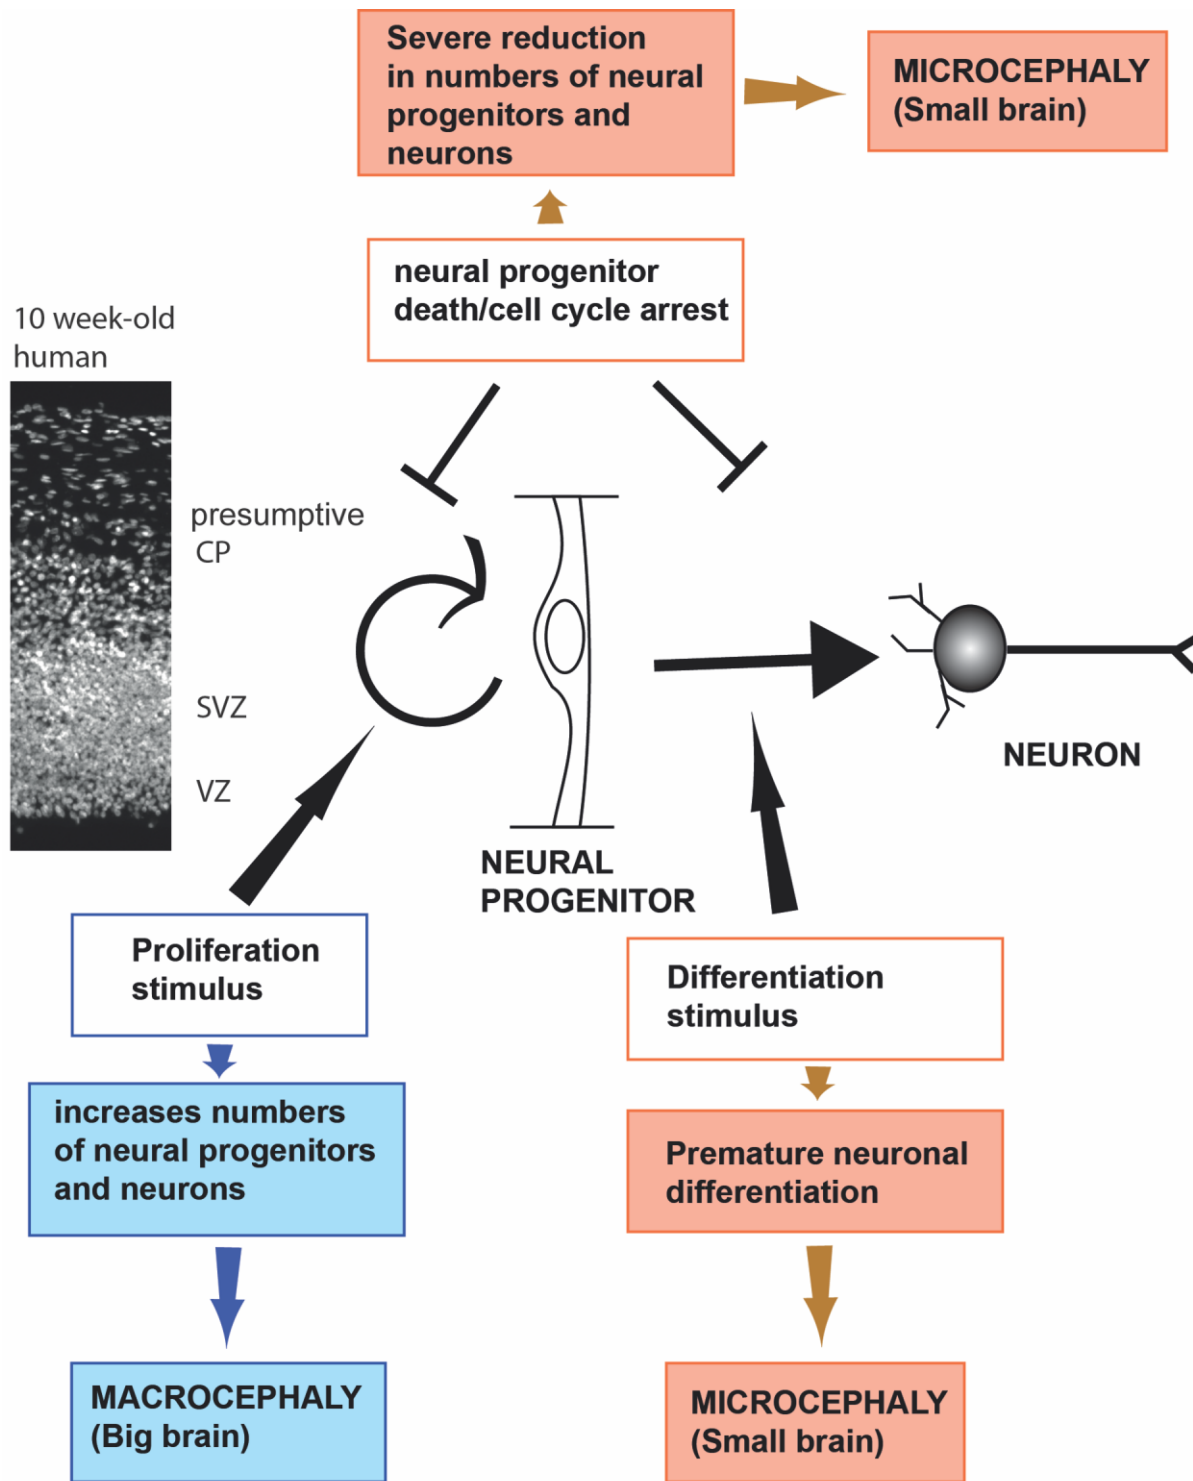 Severe reduction
in numbers of neural
progenitors and
neurons
MICROCEPHALY
(Small brain)
neural progenitor
death/cell cycle arrest
10 week-old
human
presumptive
CP
SVZ
VZ
NEURON
NEURAL
PROGENITOR
Proliferation
stimulus
Differentiation
stimulus
increases numbers
of neural progenitors
and neurons
Premature neuronal
differentiation
MACROCEPHALY
(Big brain)
MICROCEPHALY
(Small brain)